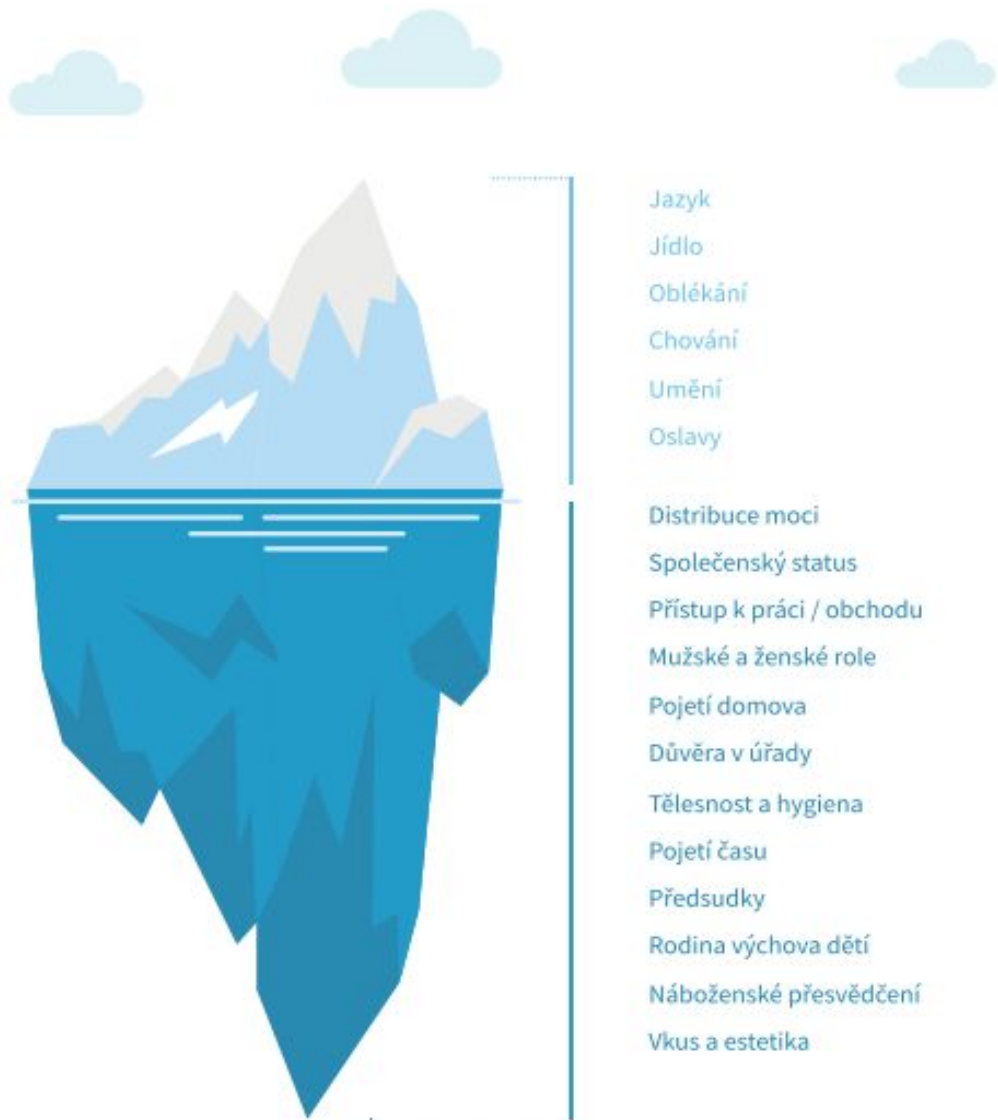 Jazyk
Jídlo
Oblékání
Chování
Umění
Oslavy
Distribuce moci
Společenský status
Přístup k práci / obchodu
Mužské a ženské role
Pojetí domova
Důvěra v úřady
Tělesnost a hygiena
Pojetí času
Předsudky
Rodina výchova dětí
Náboženské přesvědčení
Vkus a estetika